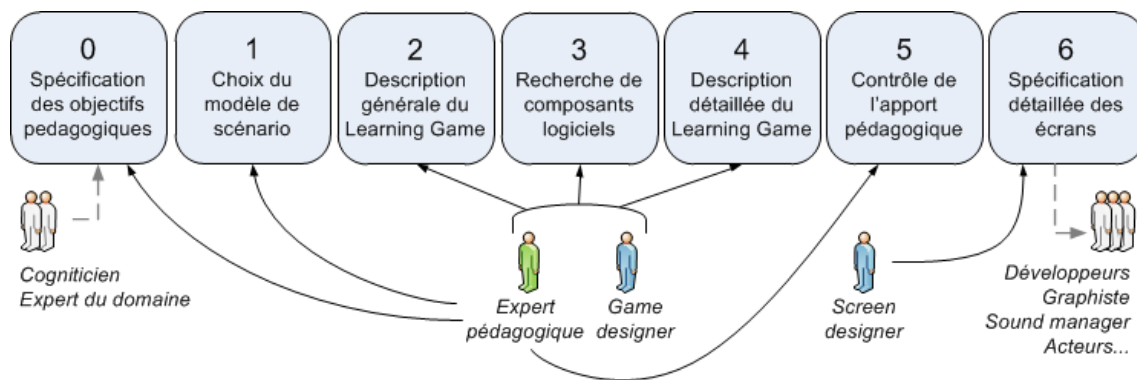 0
Spécification
des objectifs
pedagogiques
1
Choix du
modèle de
scénario
2
Description
générale du
Learning Game
3
Recherche de
composants
logiciels
4
Description
détaillée du
Learning Game
5
Contrôle de
l'apport
pédagogique
6
Spécification
détaillée des
écrans
Cogniticien
Expert du domaine
Expert
pédagogique
Game
designer
Screen
designer
Développeurs
Graphiste
Sound manager
Acteurs...